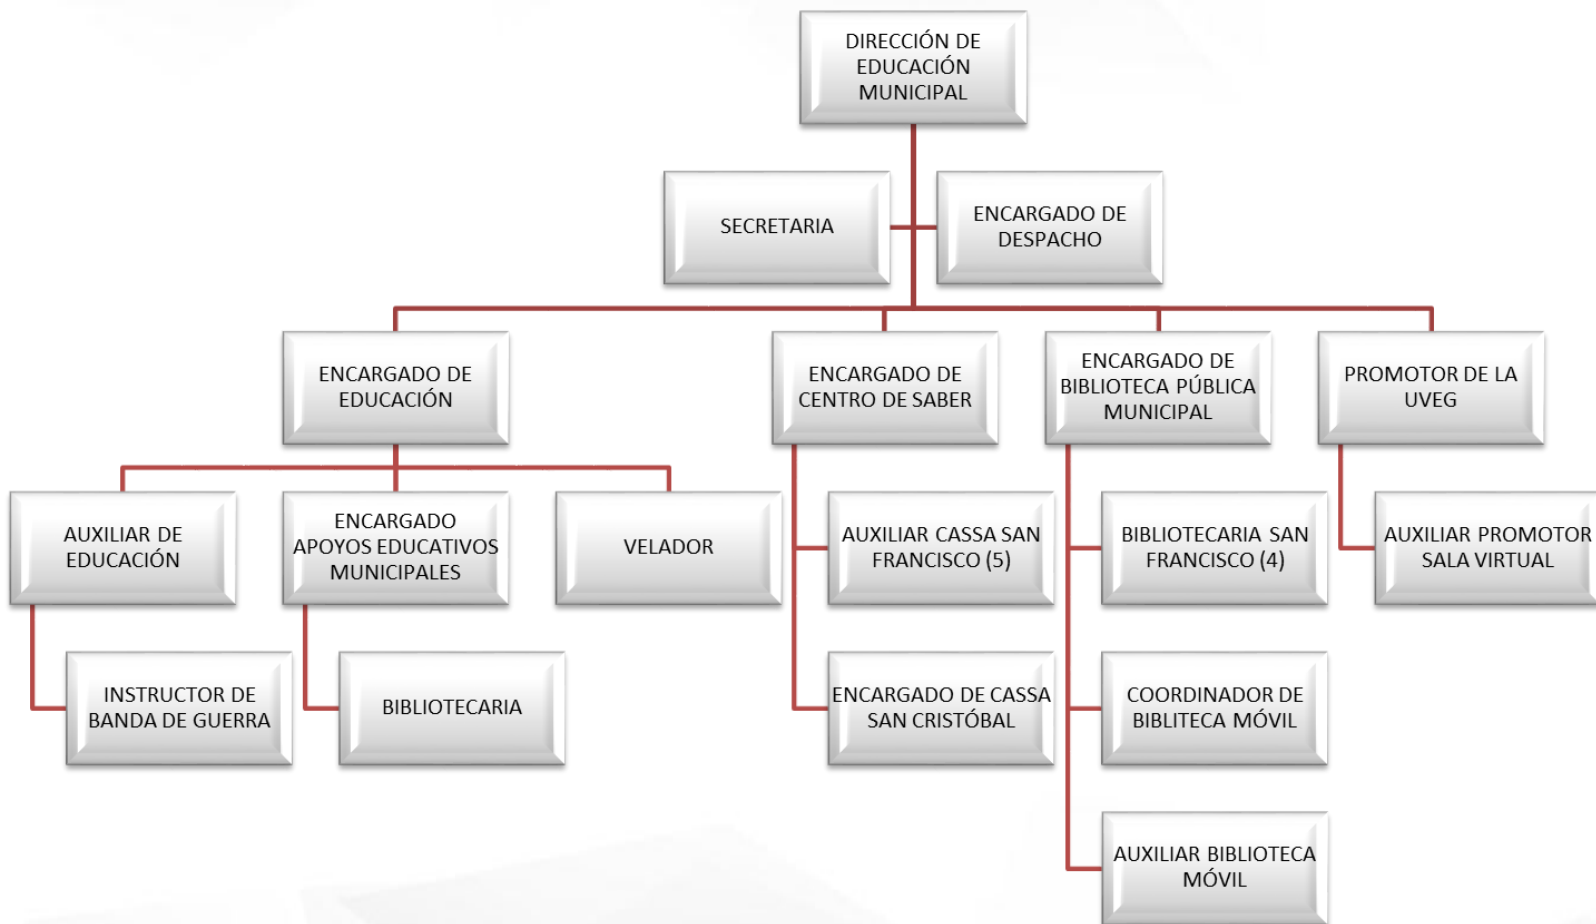 DIRECCIÓN DE
EDUCACIÓN
MUNICIPAL
SECRETARIA
ENCARGADO DE
DESPACHO
ENCARGADO DE
EDUCACIÓN
ENCARGADO DE
CENTRO DE SABER
ENCARGADO DE
BIBLIOTECA PÚBLICA
MUNICIPAL
PROMOTOR DE LA
UVEG
AUXILIAR DE
EDUCACIÓN
ENCARGADO
APOYOS EDUCATIVOS
MUNICIPALES
VELADOR
AUXILIAR CASSA SAN
FRANCISCO (5)
BIBLIOTECARIA SAN
FRANCISCO (4)
AUXILIAR PROMOTOR
SALA VIRTUAL
INSTRUCTOR DE
BANDA DE GUERRA
BIBLIOTECARIA
ENCARGADO DE CASSA
SAN CRISTÓBAL
COORDINADOR DE
BIBLITECA MÓVIL
AUXILIAR BIBLIOTECA
MÓVIL